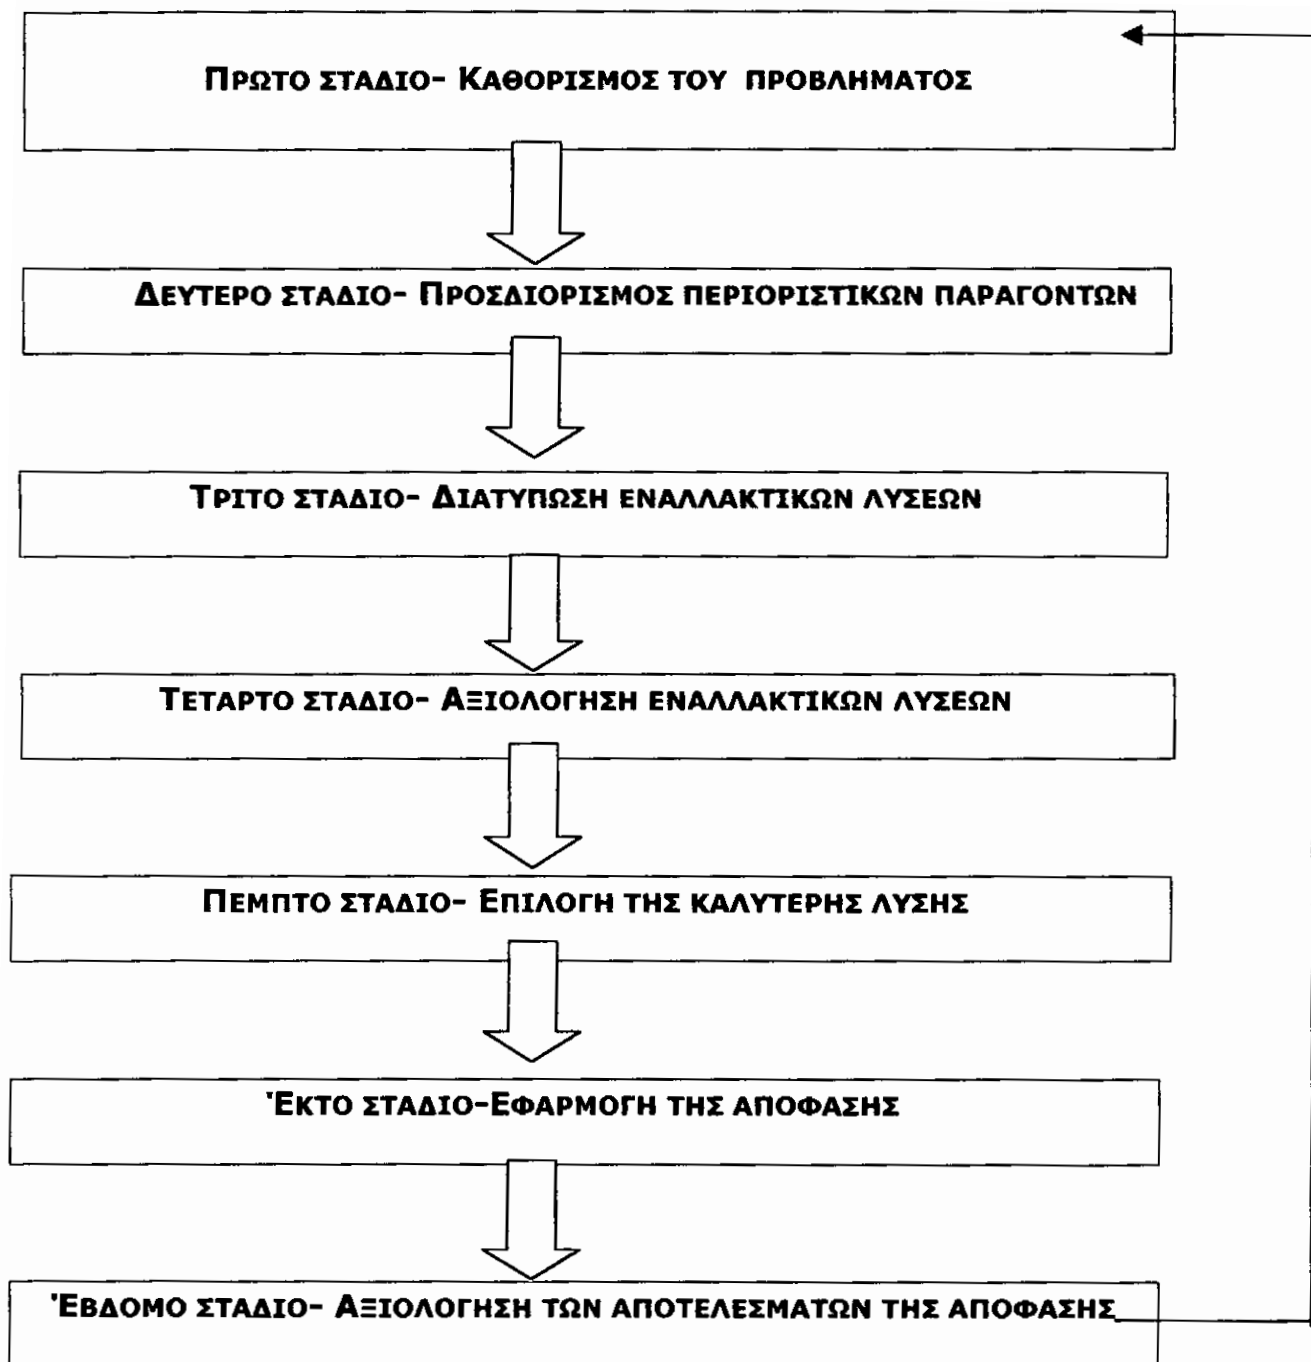 ΠΡΩΤΟ ΣΤΑΔΙΟ- ΚΑΘΟΡΙΣΜΟΣ ΤΟΥ ΠΡΟΒΛΗΜΑΤΟΣ
ΔΕΥΤΕΡΟ ΣΤΑΔΙΟ- ΠΡΟΣΔΙΟΡΙΣΜΟΣ ΠΕΡΙΟΡΙΣΤΙΚΩΝ ΠΑΡΑΓΟΝΤΩΝ
ΤΡΙΤΟ ΣΤΑΔΙΟ- ΔΙΑΤΥΠΩΣΗ ΕΝΑΛΛΑΚΤΙΚΩΝ ΛΥΣΕΩΝ
ΤΕΤΑΡΤΟ ΣΤΑΔΙΟ- ΑΞΙΟΛΟΓΗΣΗ ΕΝΑΛΛΑΚΤΙΚΩΝ ΛΥΣΕΩΝ
ΠΕΜΠΤΟ ΣΤΑΔΙΟ- ΕΠΙΛΟΓΗ ΤΗΣ ΚΑΛΥΤΕΡΗΣ ΛΥΣΗΣ
ΈΚΤΟ ΣΤΑΔΙΟ-ΕΦΑΡΜΟΓΗ ΤΗΣ ΑΠΟΦΑΣΗΣ
ΈΒΔΟΜΟ ΣΤΑΔΙΟ- ΑΞΙΟΛΟΓΗΣΗ ΤΩΝ ΑΠΟΤΕΛΕΣΜΑΤΩΝ ΤΗΣ ΑΠΟΦΑΣΗΣ